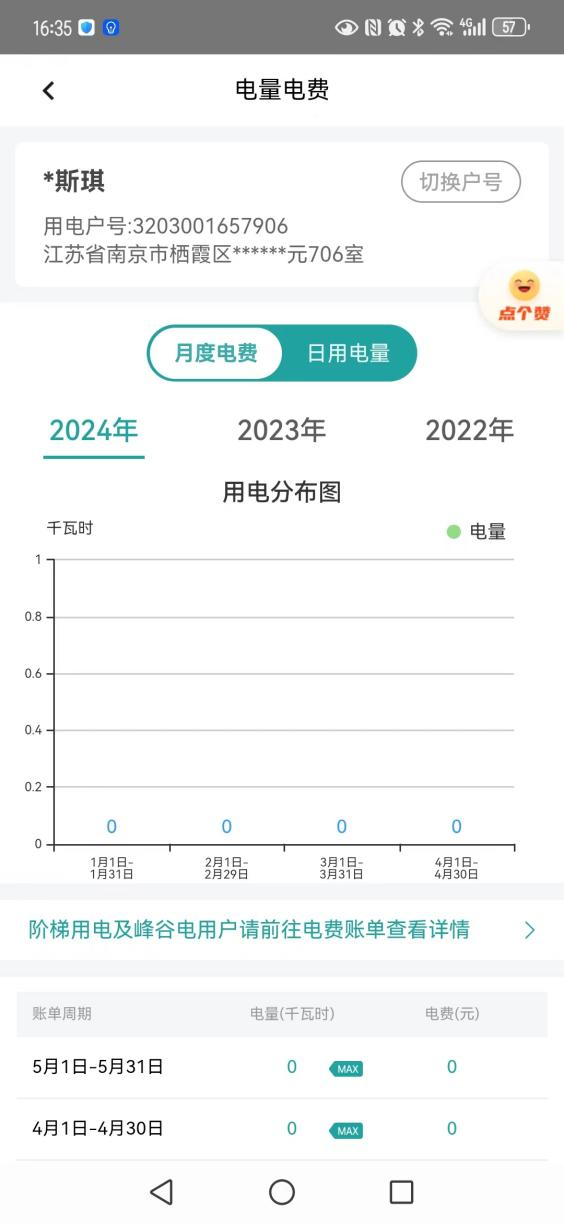 16:35
4G 57
电量电费
*斯琪
切换户号
用电户号:3203001657906
江苏省南京市栖霞区******元706室
点个赞
月度电费 日用电量
2024年 2023年 2022年
用电分布图
千瓦时 电量
1
0.8
0.6
0.4
0.2
0
0 0 0 0
1月1日- 2月1日- 3月1日- 4月1日-
1月31日 2月29日 3月31日 4月30日
阶梯用电及峰谷电用户请前往电费账单查看详情
账单周期 电量(千瓦时) 电费(元)
5月1日-5月31日 0 MAX 0
4月1日-4月30日 0 MAX 0